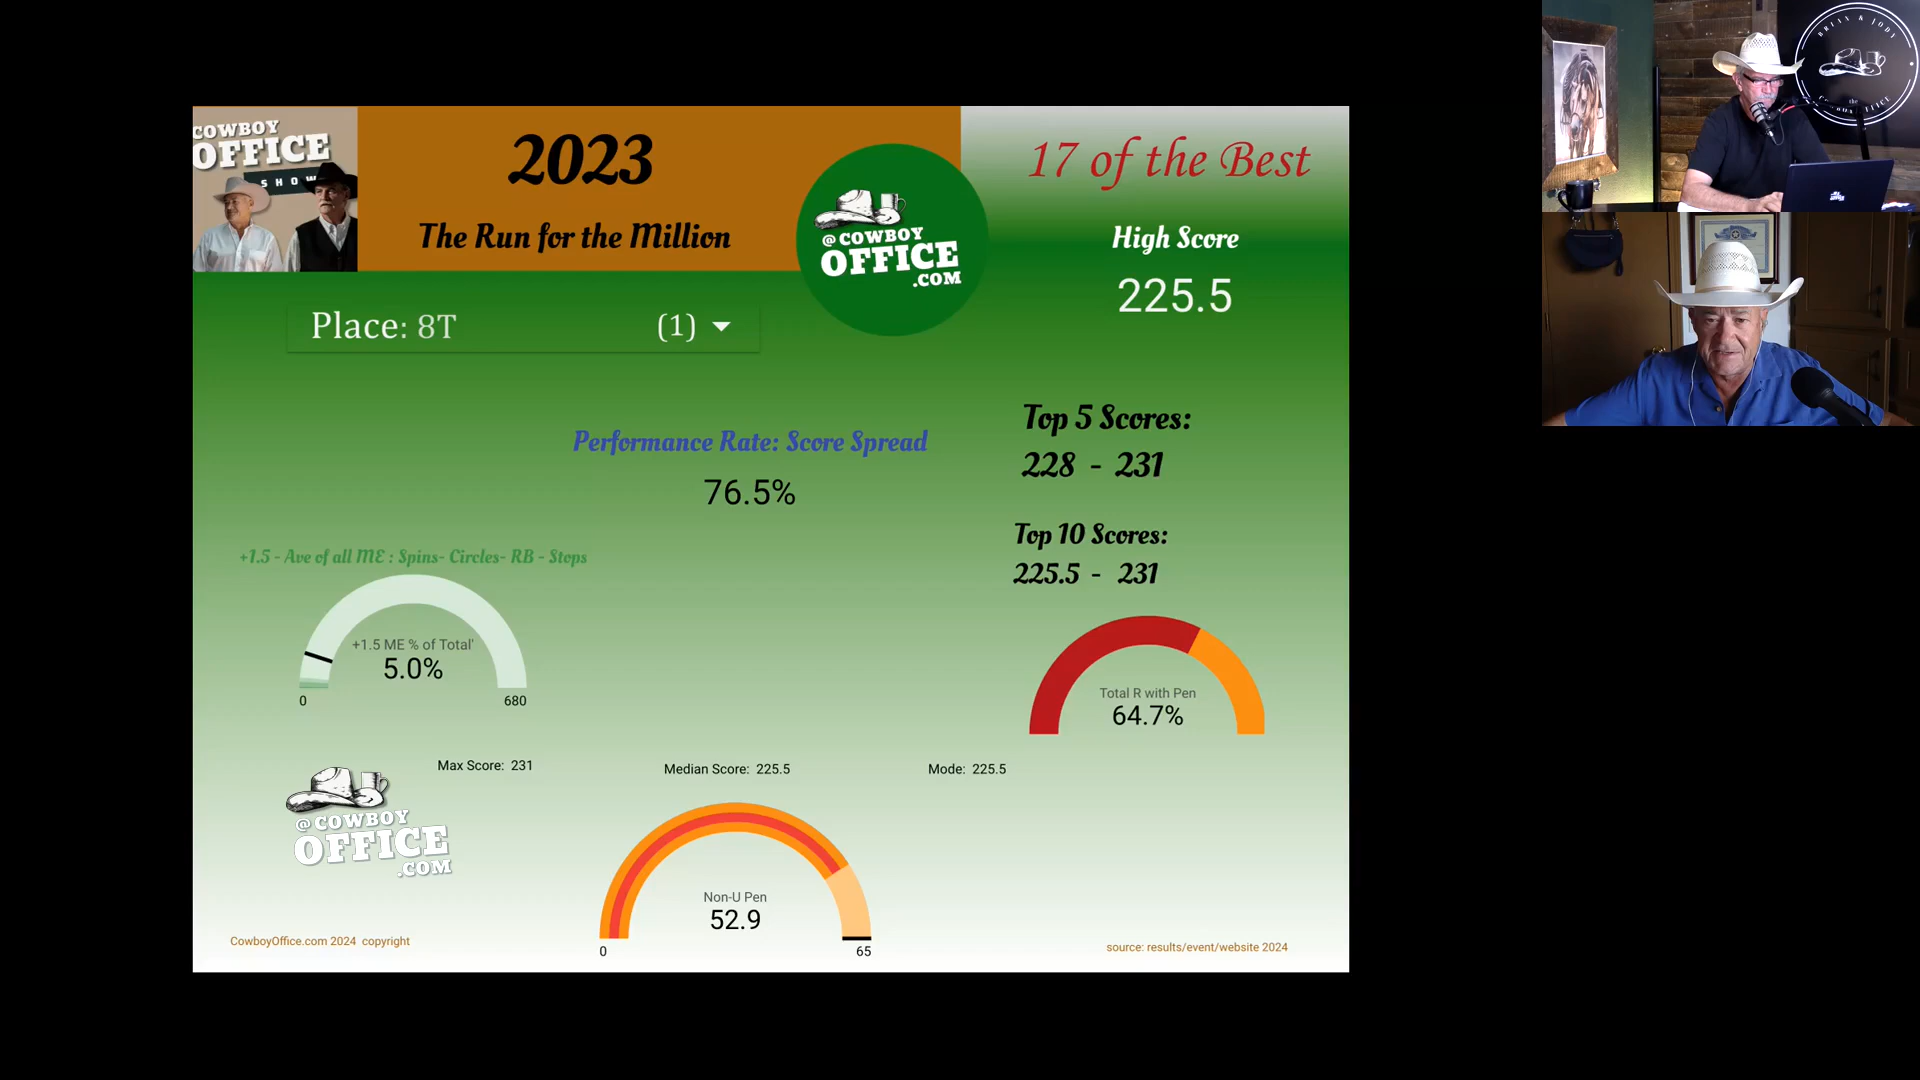 COWBOY
OFFICE
SHOW
2023
The Run for the Million
@ COWBOY
OFFICE
.COM
17 of the Best
High Score
225.5
Place: 8T (1)
Performance Rate: Score Spread
76.5%
Top 5 Scores:
228 - 231
Top 10 Scores:
225.5 - 231
+1.5 - Ave of all ME : Spins- Circles- RB - Stops
+1.5 ME % of Total'
5.0%
0 680
Total R with Pen
64.7%
Max Score: 231 Median Score: 225.5 Mode: 225.5
@ COWBOY
OFFICE
.COM
Non-U Pen
52.9
0 65
CowboyOffice.com 2024 copyright
source: results/event/website 2024
BRIAN & JODA